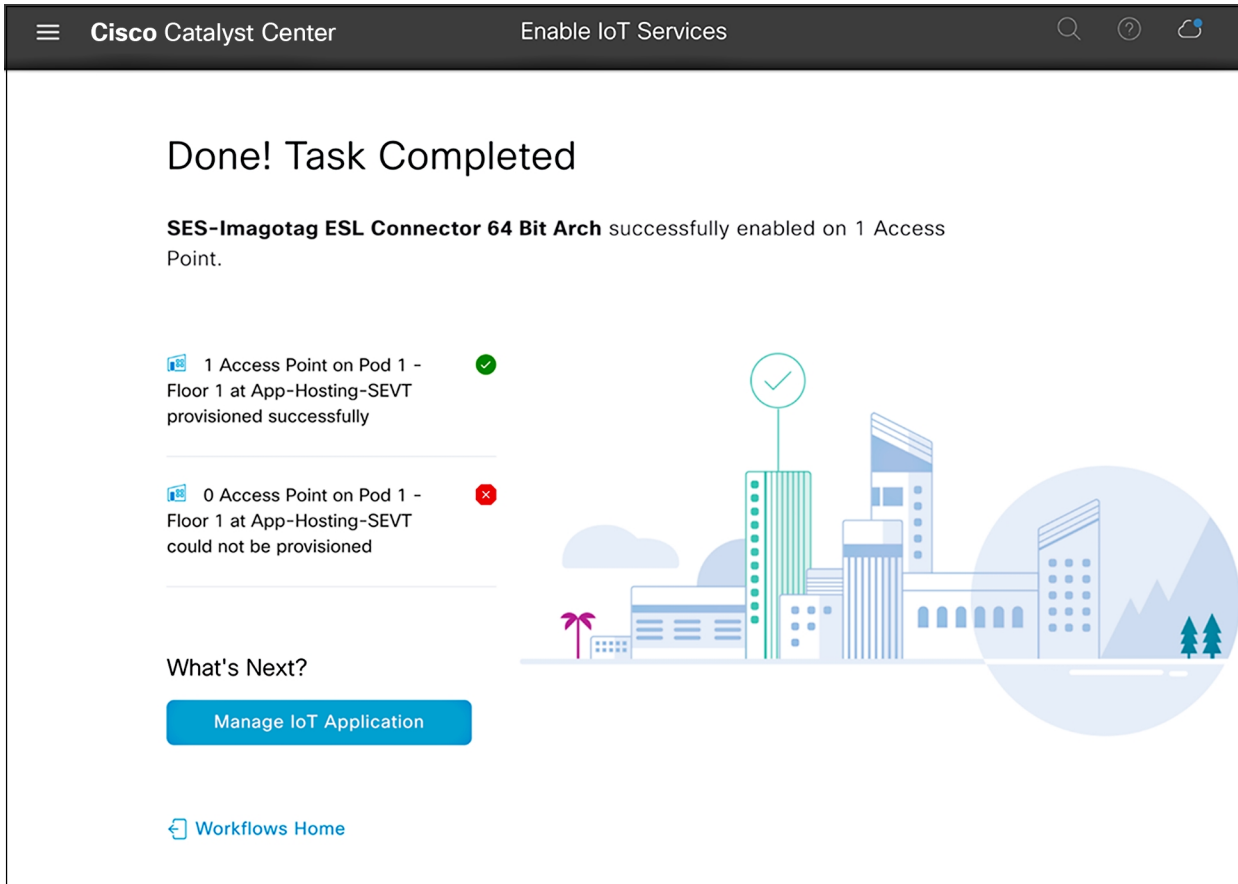 Cisco Catalyst Center
Enable IoT Services
Done! Task Completed
SES-Imagotag ESL Connector 64 Bit Arch successfully enabled on 1 Access
Point.
1 Access Point on Pod 1 -
Floor 1 at App-Hosting-SEVT
provisioned successfully
0 Access Point on Pod 1 -
Floor 1 at App-Hosting-SEVT
could not be provisioned
What's Next?
Manage IoT Application
Workflows Home